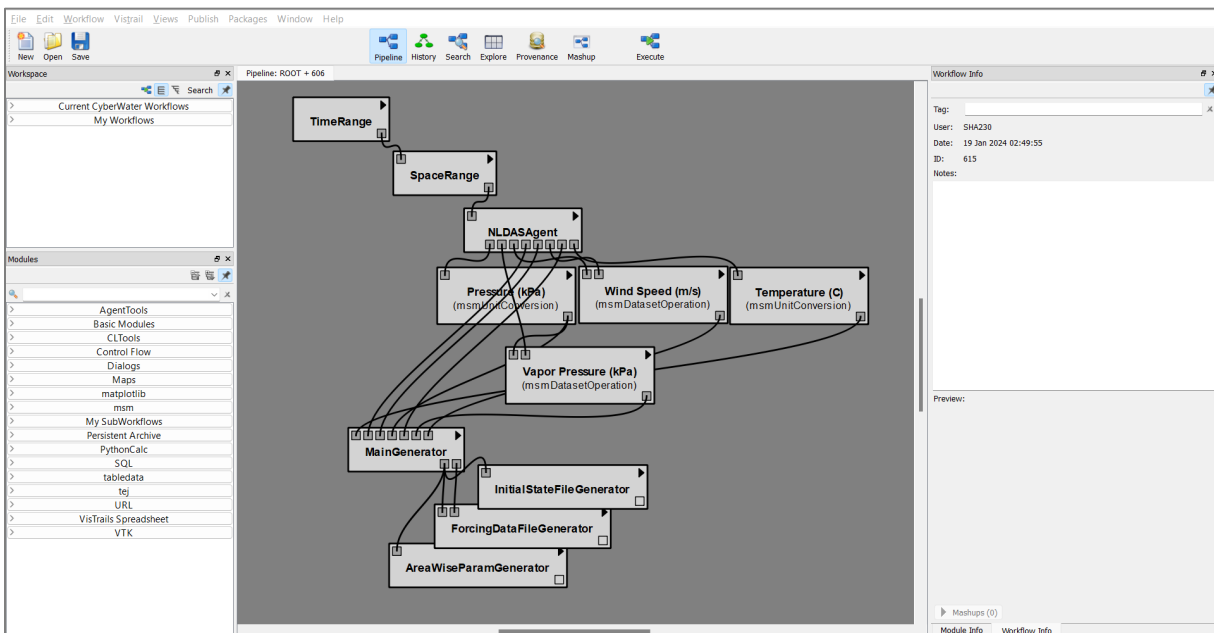 File Edit Workflow Vistrail Views Publish Packages Window Help
New Open Save Pipeline History Search Explore Provenance Mashup Execute
Workspace
Search
Current CyberWater Workflows
My Workflows
Modules
AgentTools
Basic Modules
CLTools
Control Flow
Dialogs
Maps
matplotlib
msm
My SubWorkflows
Persistent Archive
PythonCalc
SQL
tabledata
tej
URL
VisTrails Spreadsheet
VTK
Pipeline: ROOT + 606
TimeRange
SpaceRange
NLDASAgent
Pressure (kPa)
(msmUnitConversion)
Wind Speed (m/s)
(msmDatasetOperation)
Temperature (C)
(msmUnitConversion)
Vapor Pressure (kPa)
(msmDatasetOperation)
MainGenerator
InitialStateFileGenerator
ForcingDataFileGenerator
AreaWiseParamGenerator
Workflow Info
Tag:
User: SHA230
Date: 19 Jan 2024 02:49:55
ID: 615
Notes:
Preview:
Mashups (0)
Module Info Workflow Info